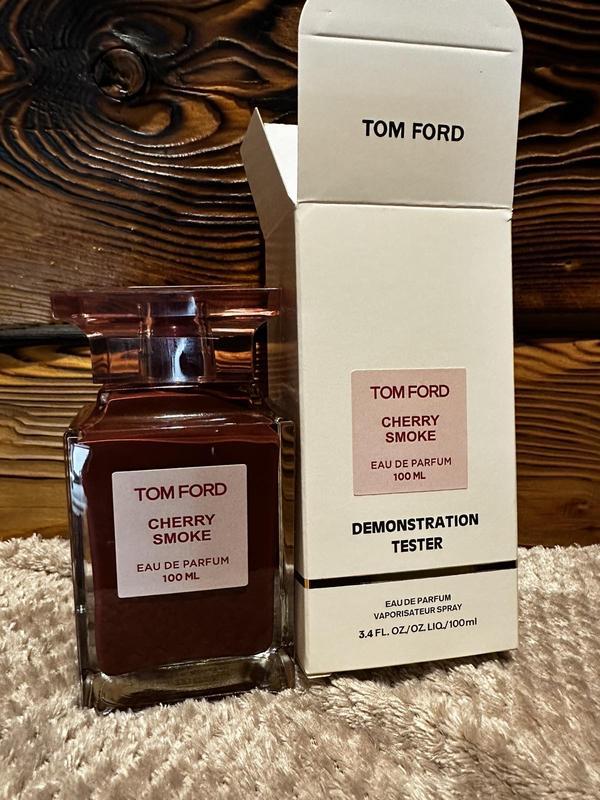 TOM FORD
TOM FORD
CHERRY
SMOKE
EAU DE PARFUM
100 ML
DEMONSTRATION
TESTER
EAU DE PARFUM
VAPORISATEUR SPRAY
3.4 FL. OZ./OZ. LIQ./100ml
TOM FORD
CHERRY
SMOKE
EAU DE PARFUM
100 ML